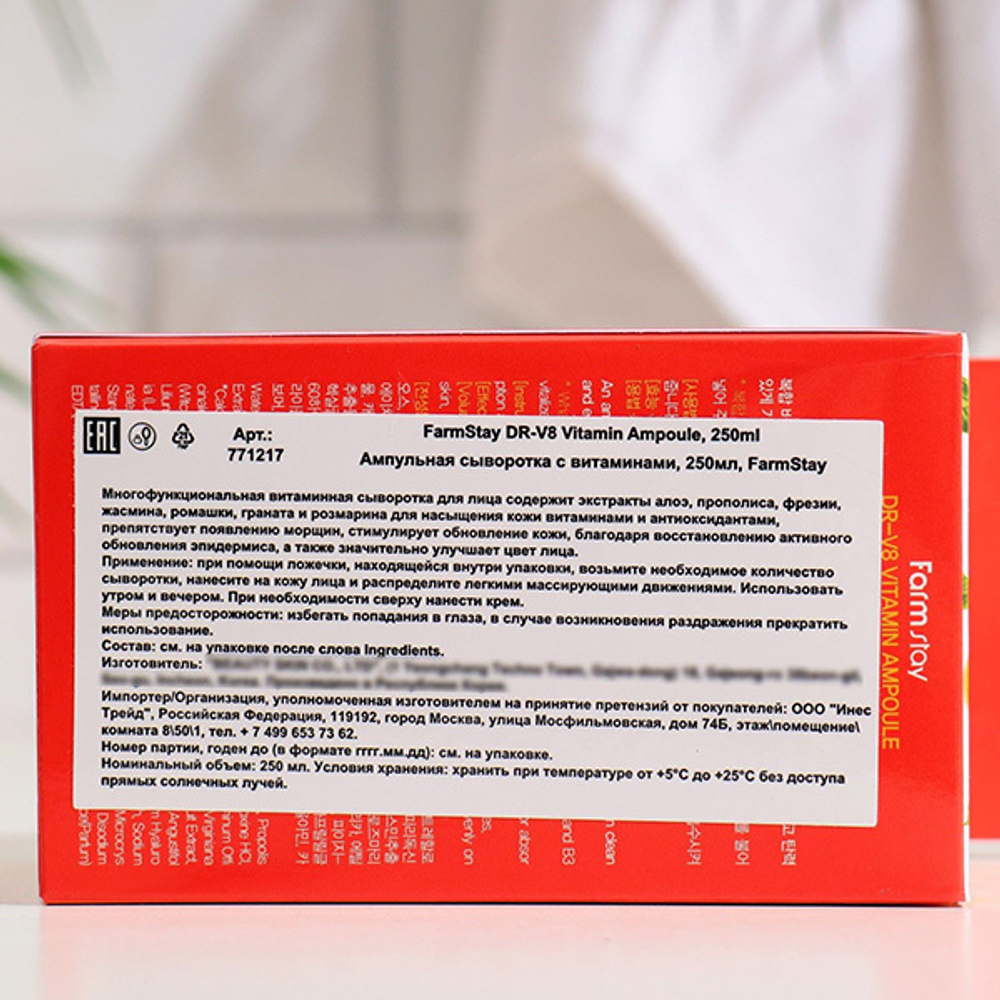 EAC
Арт.:
771217
FarmStay DR-V8 Vitamin Ampoule, 250ml
Ампульная сыворотка с витаминами, 250мл, FarmStay
Многофункциональная витаминная сыворотка для лица содержит экстракты алоэ, прополиса, фрезии,
жасмина, ромашки, граната и розмарина для насыщения кожи витаминами и антиоксидантами,
препятствует появлению морщин, стимулирует обновление кожи, благодаря восстановлению активного
обновления эпидермиса, а также значительно улучшает цвет лица.
Применение: при помощи ложечки, находящейся внутри упаковки, возьмите необходимое количество
сыворотки, нанесите на кожу лица и распределите легкими массирующими движениями. Использовать
утром и вечером. При необходимости сверху нанести крем.
Меры предосторожности: избегать попадания в глаза, в случае возникновения раздражения прекратить
использование.
Состав: см. на упаковке после слова Ingredients.
Изготовитель:
Импортер/Организация, уполномоченная изготовителем на принятие претензий от покупателей: ООО "Инес
Трейд", Российская Федерация, 119192, город Москва, улица Мосфильмовская, дом 74Б, этаж\помещение\
комната 8\50\1, тел. + 7 499 653 73 62.
Номер партии, годен до (в формате гггг.мм.дд): см. на упаковке.
Номинальный объем: 250 мл. Условия хранения: хранить при температуре от +5°C до +25°C без доступа
прямых солнечных лучей.
Farm stay
DR-V8 VITAMIN AMPOULE